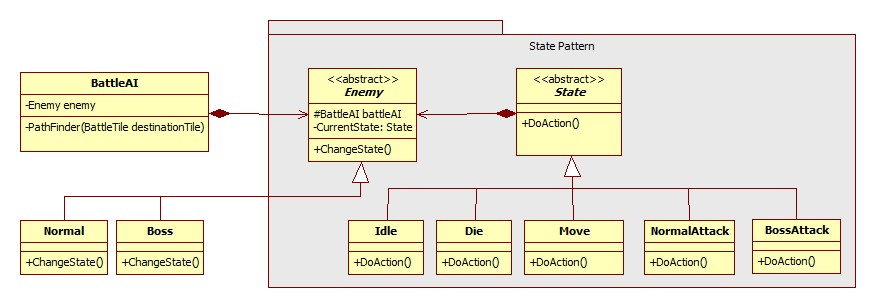 State Pattern
BattleAI
-Enemy enemy
-PathFinder(BattleTile destinationTile)
<<abstract>>
Enemy
#BattleAI battleAI
-CurrentState: State
+ChangeState()
<<abstract>>
State
+DoAction()
Normal
+ChangeState()
Boss
+ChangeState()
Idle
+DoAction()
Die
+DoAction()
Move
+DoAction()
NormalAttack
+DoAction()
BossAttack
+DoAction()